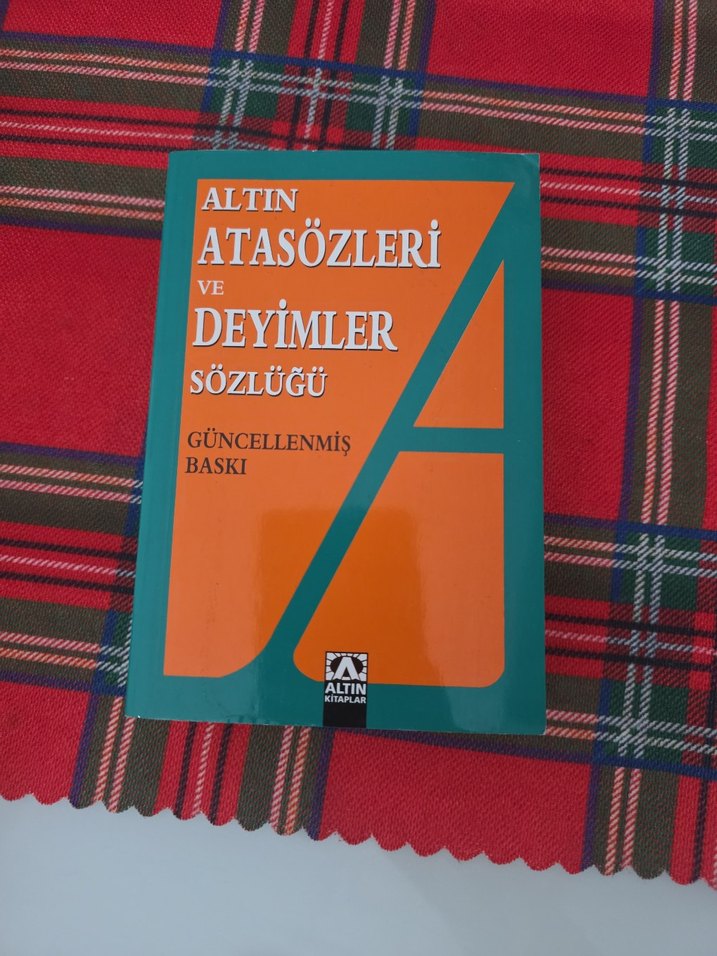 ALTIN
ATASÖZLERİ
VE
DEYİMLER
SÖZLÜĞÜ
GÜNCELLENMİŞ
BASKI
ALTIN
KİTAPLAR